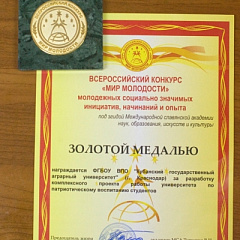 МИР МОЛОДОСТИ
ВСЕРОССИЙСКИЙ КОНКУРС
«МИР МОЛОДОСТИ»
молодежных социально значимых
инициатив, начинаний и опыта
под эгидой Международной славянской академии
наук, образования, искусств и культуры
ЗОЛОТОЙ МЕДАЛЬЮ
награждается ФГБОУ ВПО "Кубанский государственный
аграрный университет" (г. Краснодар) за разработку
комплексного проекта работы университета по
патриотическому воспитанию студентов